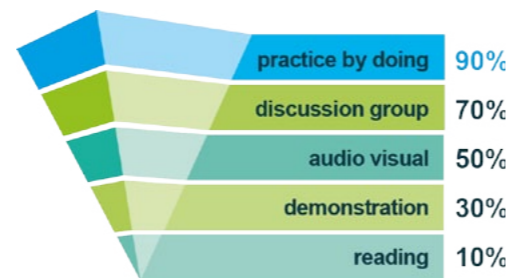 practice by doing 90%
discussion group 70%
audio visual 50%
demonstration 30%
reading 10%